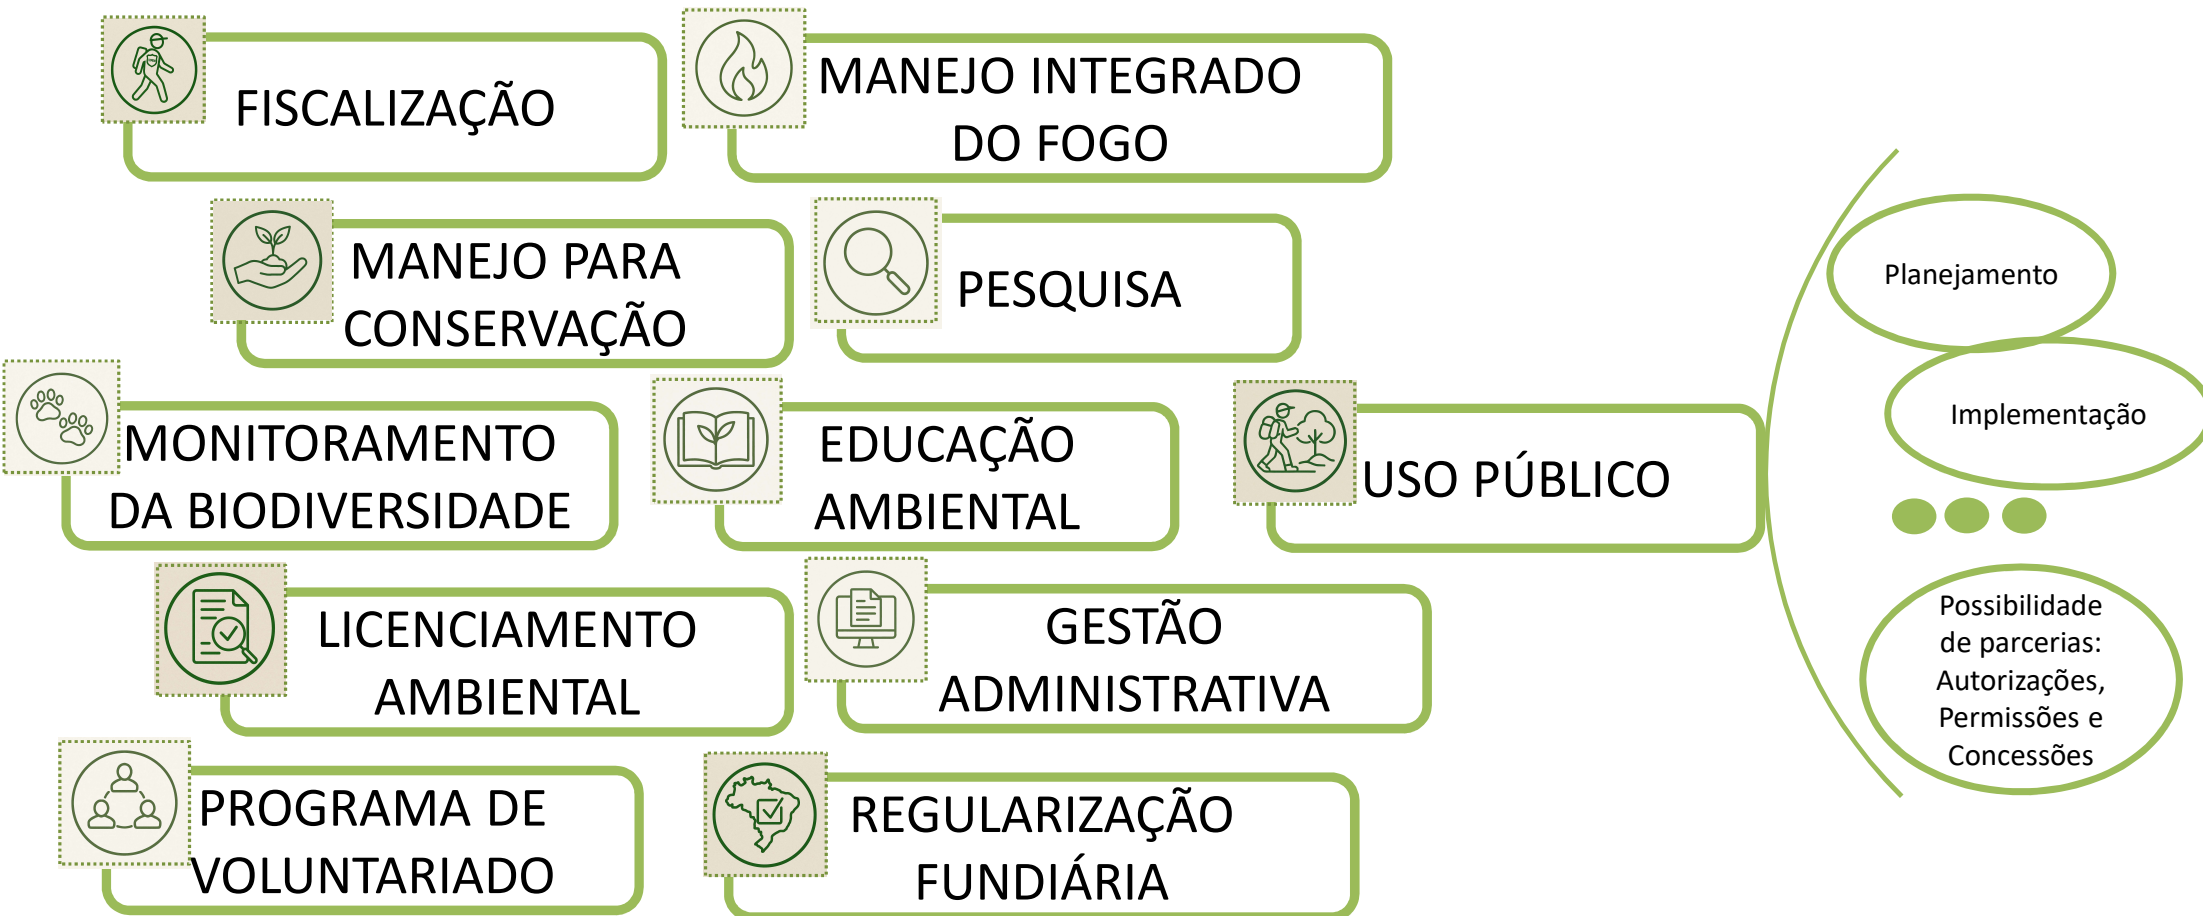 FISCALIZAÇÃO
MANEJO INTEGRADO
DO FOGO
MANEJO PARA
CONSERVAÇÃO
PESQUISA
MONITORAMENTO
DA BIODIVERSIDADE
EDUCAÇÃO
AMBIENTAL
USO PÚBLICO
LICENCIAMENTO
AMBIENTAL
GESTÃO
ADMINISTRATIVA
PROGRAMA DE
VOLUNTARIADO
REGULARIZAÇÃO
FUNDIÁRIA
Planejamento
Implementação
Possibilidade
de parcerias:
Autorizações,
Permissões e
Concessões